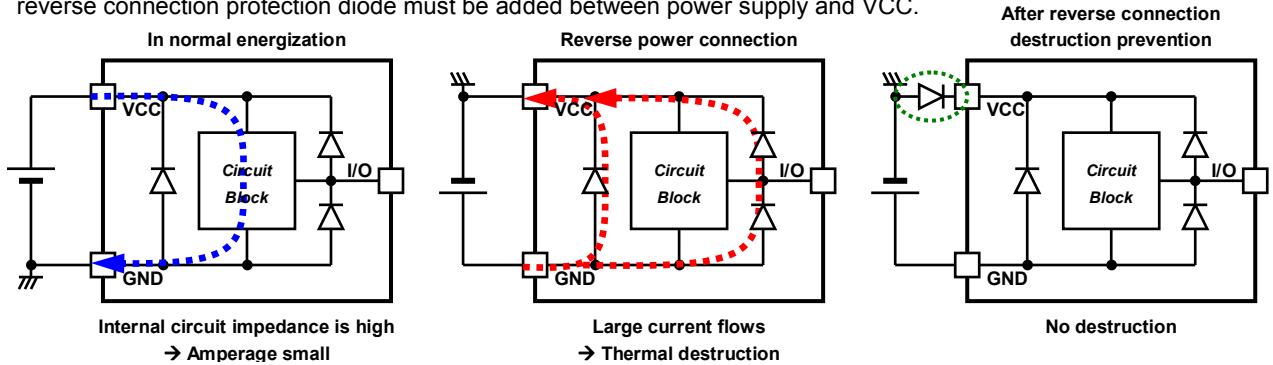 reverse connection protection diode must be added between power supply and VCC.
In normal energization
VCC
Circuit
Block
I/O
GND
Internal circuit impedance is high
→ Amperage small
Reverse power connection
VCC
Circuit
Block
I/O
GND
Large current flows
→ Thermal destruction
After reverse connection
destruction prevention
VCC
Circuit
Block
I/O
GND
No destruction